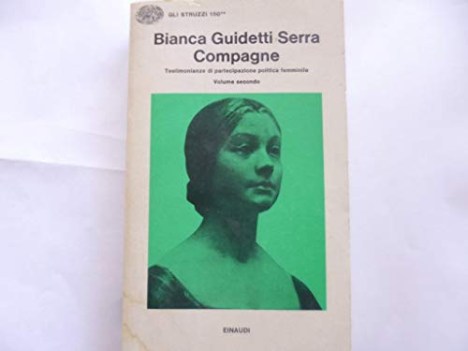 GLI STRUZZI
Bianca Guidetti Serra
Compagne
Testimonianze di partecipazione politica femminile
Volume secondo
EINAUDI